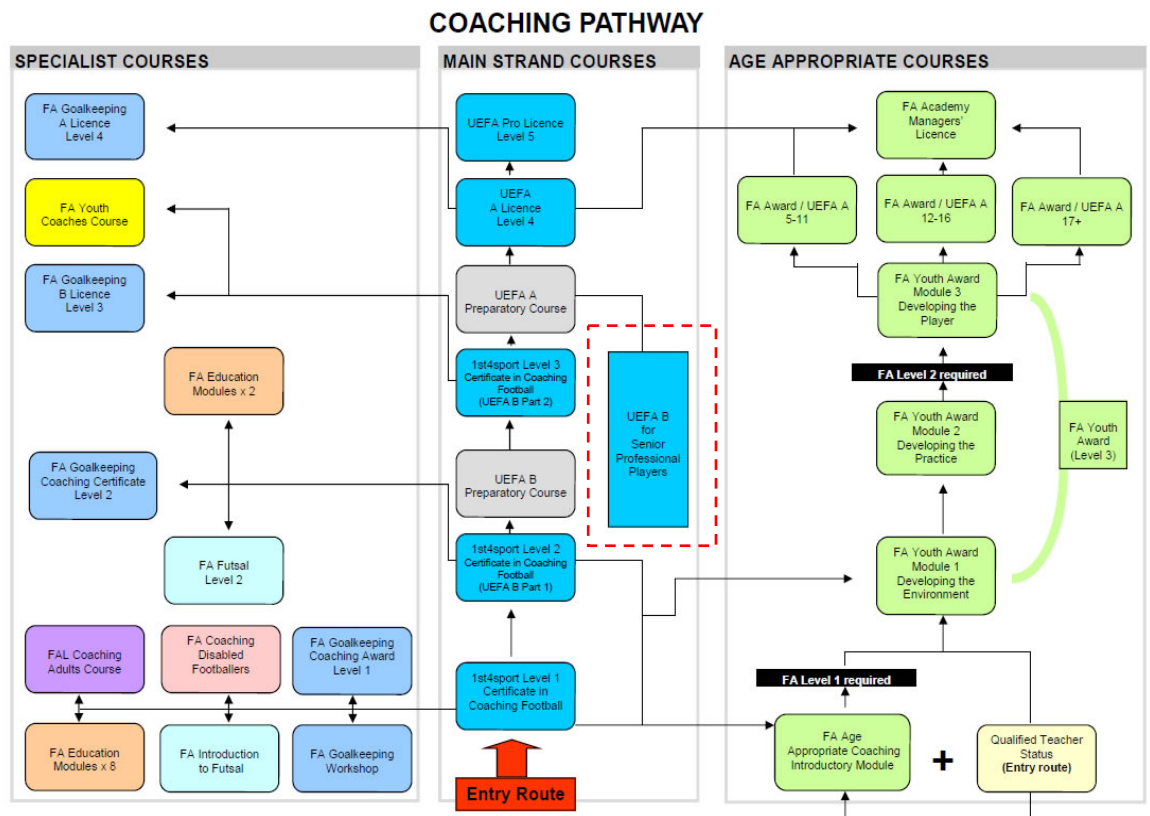 COACHING PATHWAY
SPECIALIST COURSES
FA Goalkeeping
A Licence
Level 4
FA Youth
Coaches Course
FA Goalkeeping
B Licence
Level 3
FA Education
Modules x 2
FA Goalkeeping
Coaching Certificate
Level 2
FA Futsal
Level 2
FAL Coaching
Adults Course
FA Coaching
Disabled
Footballers
FA Goalkeeping
Coaching Award
Level 1
FA Education
Modules x 8
FA Introduction
to Futsal
FA Goalkeeping
Workshop
MAIN STRAND COURSES
UEFA Pro Licence
Level 5
UEFA
A Licence
Level 4
UEFA A
Preparatory Course
1st4sport Level 3
Certificate in Coaching
Football
(UEFA B Part 2)
UEFA B
for
Senior
Professional
Players
UEFA B
Preparatory Course
1st4sport Level 2
Certificate in Coaching
Football
(UEFA B Part 1)
1st4sport Level 1
Certificate in
Coaching Football
Entry Route
AGE APPROPRIATE COURSES
FA Academy
Managers'
Licence
FA Award / UEFA A
5-11
FA Award / UEFA A
12-16
FA Award / UEFA A
17+
FA Youth Award
Module 3
Developing the
Player
FA Level 2 required
FA Youth Award
Module 2
Developing the
Practice
FA Youth
Award
(Level 3)
FA Youth Award
Module 1
Developing the
Environment
FA Level 1 required
FA Age
Appropriate Coaching
Introductory Module
+
Qualified Teacher
Status
(Entry route)